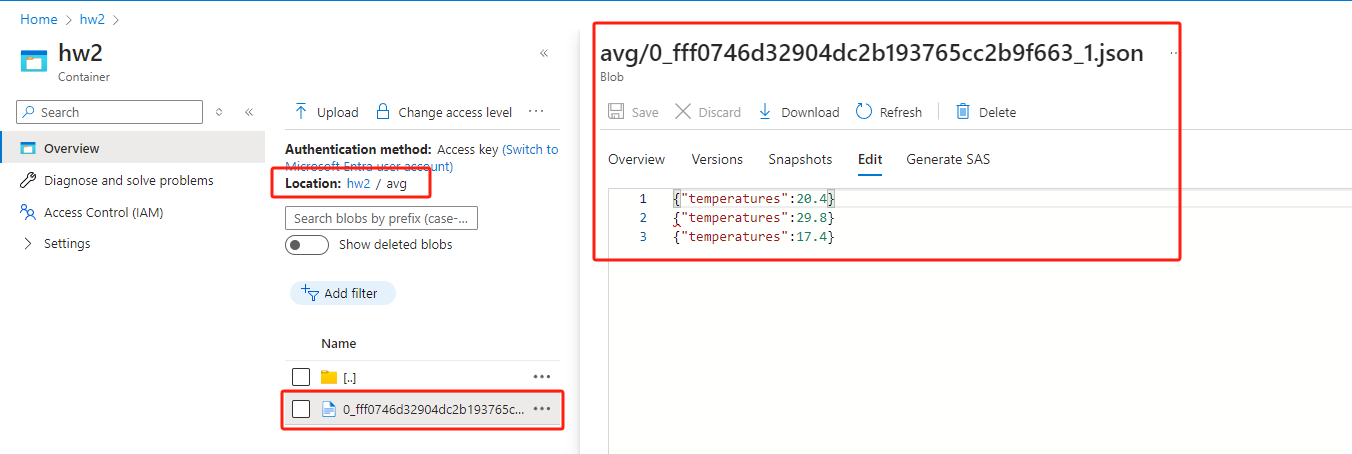 Home > hw2 >
hw2
Container
Search
Overview
Diagnose and solve problems
Access Control (IAM)
Settings
Upload
Change access level
Authentication method: Access key (Switch to
Microsoft Entra user account)
Location: hw2 / avg
Search blobs by prefix (case-...
Show deleted blobs
Add filter
Name
[..]
0_fff0746d32904dc2b193765c...
avg/0_fff0746d32904dc2b193765cc2b9f663_1.json
Blob
Save
Discard
Download
Refresh
Delete
Overview
Versions
Snapshots
Edit
Generate SAS
1 {"temperatures":20.4}
2 {"temperatures":29.8}
3 {"temperatures":17.4}